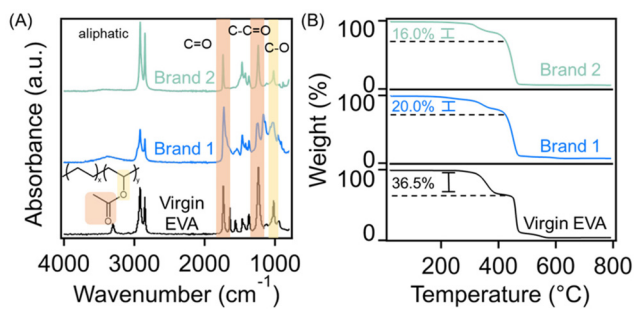 (A)
aliphatic
C=O
C-C=O
C-O
Brand 2
Brand 1
Virgin
EVA
x
y
O
O
Absorbance (a.u.)
4000 3000 2000 1000
Wavenumber (cm-1)
(B)
16.0%
0
Brand 2
100
20.0%
0
Brand 1
100
36.5%
0
Virgin EVA
100
Weight (%)
200 400 600 800
Temperature (°C)